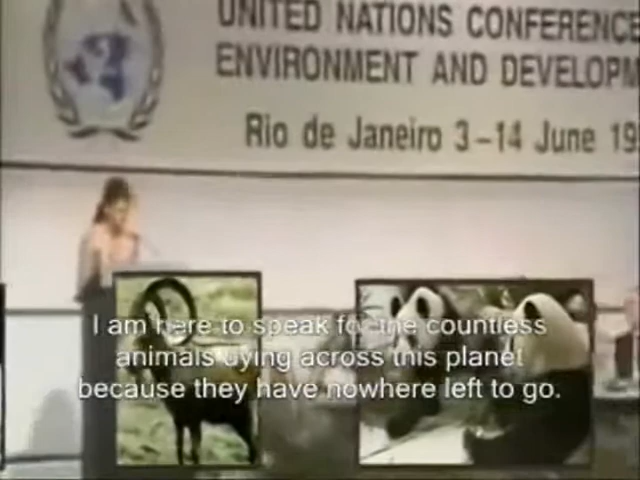 UNITED NATIONS CONFERENCE
ENVIRONMENT AND DEVELOPM
Rio de Janeiro 3-14 June 19
I am here to speak for the countless
animals dying across this planet
because they have nowhere left to go.